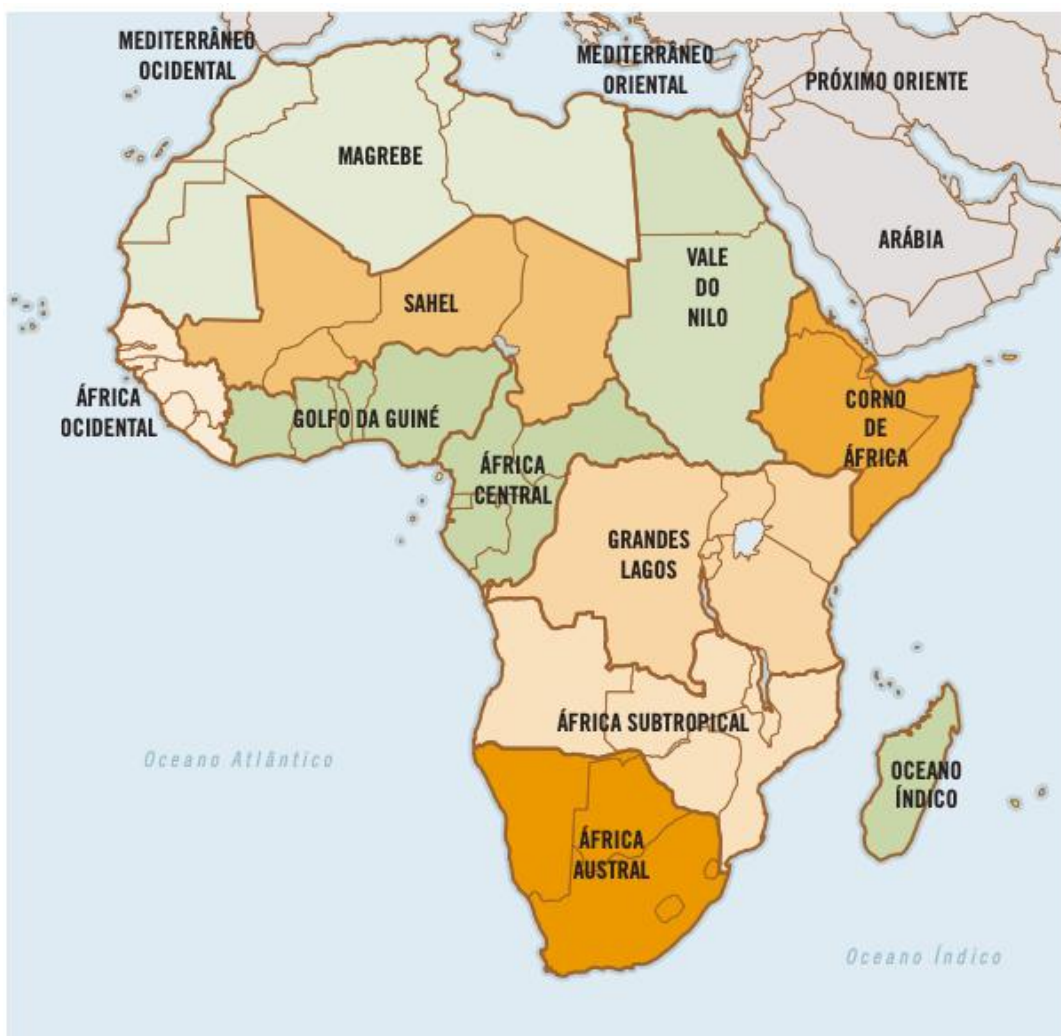 MEDITERRÂNEO
OCIDENTAL
MEDITERRÂNEO
ORIENTAL
PRÓXIMO ORIENTE
MAGREBE
ARÁBIA
VALE
DO
NILO
SAHEL
ÁFRICA
OCIDENTAL
GOLFO DA GUINÉ
CORNO
DE
ÁFRICA
ÁFRICA
CENTRAL
GRANDES
LAGOS
ÁFRICA SUBTROPICAL
Oceano Atlântico
OCEANO
ÍNDICO
ÁFRICA
AUSTRAL
Oceano Índico